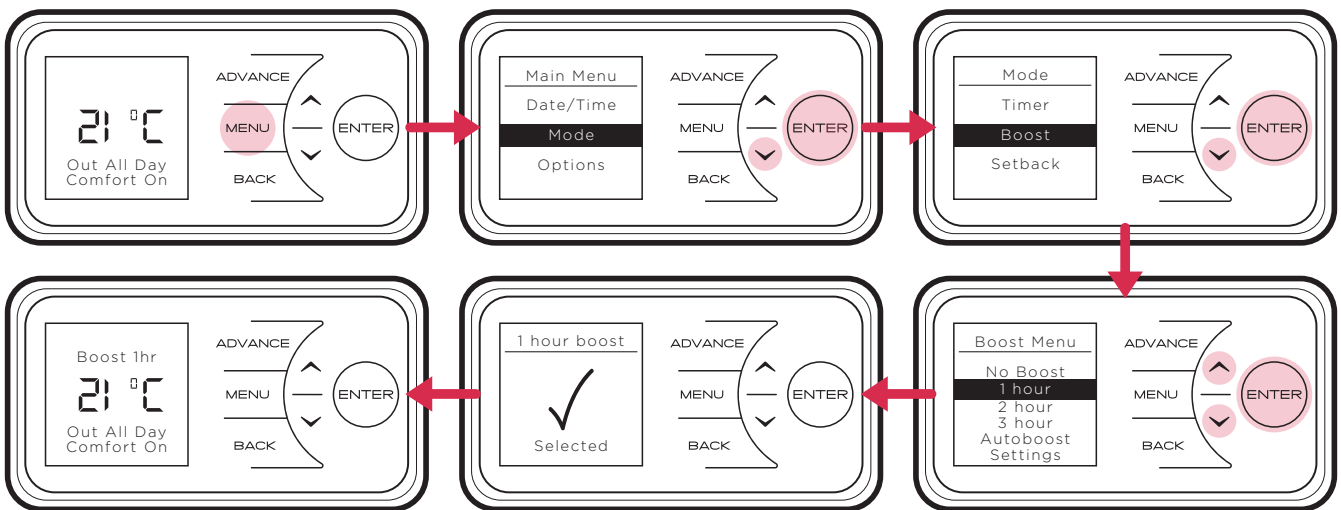 21 °C
Out All Day
Comfort On
ADVANCE
MENU
BACK
ENTER
Main Menu
Date/Time
Mode
Options
ADVANCE
MENU
BACK
ENTER
Mode
Timer
Boost
Setback
ADVANCE
MENU
BACK
ENTER
Boost 1hr
21 °C
Out All Day
Comfort On
ADVANCE
MENU
BACK
ENTER
1 hour boost
Selected
ADVANCE
MENU
BACK
ENTER
Boost Menu
No Boost
1 hour
2 hour
3 hour
Autoboost
Settings
ADVANCE
MENU
BACK
ENTER